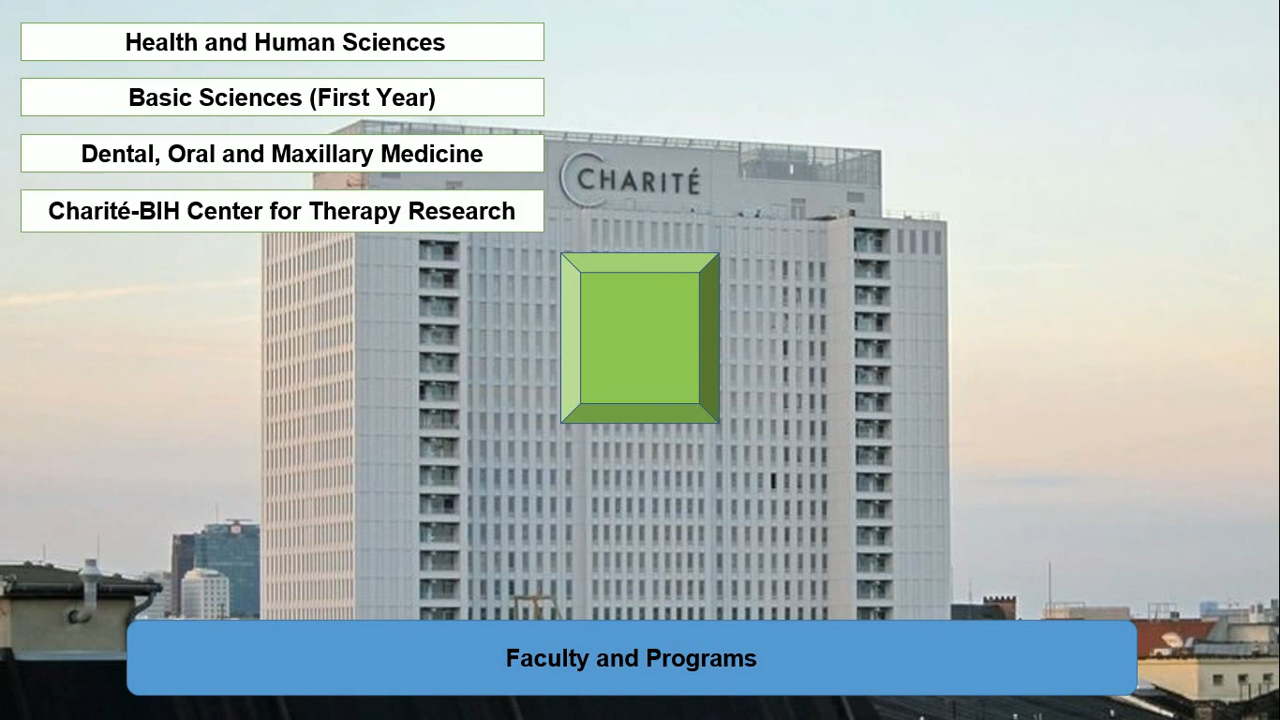 Health and Human Sciences
Basic Sciences (First Year)
Dental, Oral and Maxillary Medicine
Charité-BIH Center for Therapy Research
CHARITÉ
Faculty and Programs